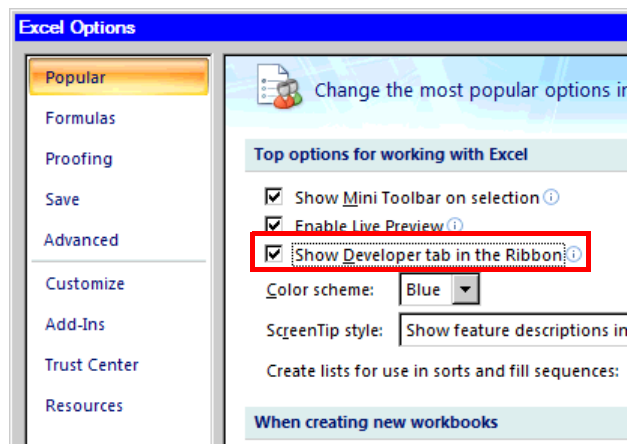 Excel Options
Popular
Formulas
Proofing
Save
Advanced
Customize
Add-Ins
Trust Center
Resources
Change the most popular options in
Top options for working with Excel
Show Mini Toolbar on selection
Enable Live Preview
Show Developer tab in the Ribbon
Color scheme: Blue
ScreenTip style: Show feature descriptions in
Create lists for use in sorts and fill sequences:
When creating new workbooks